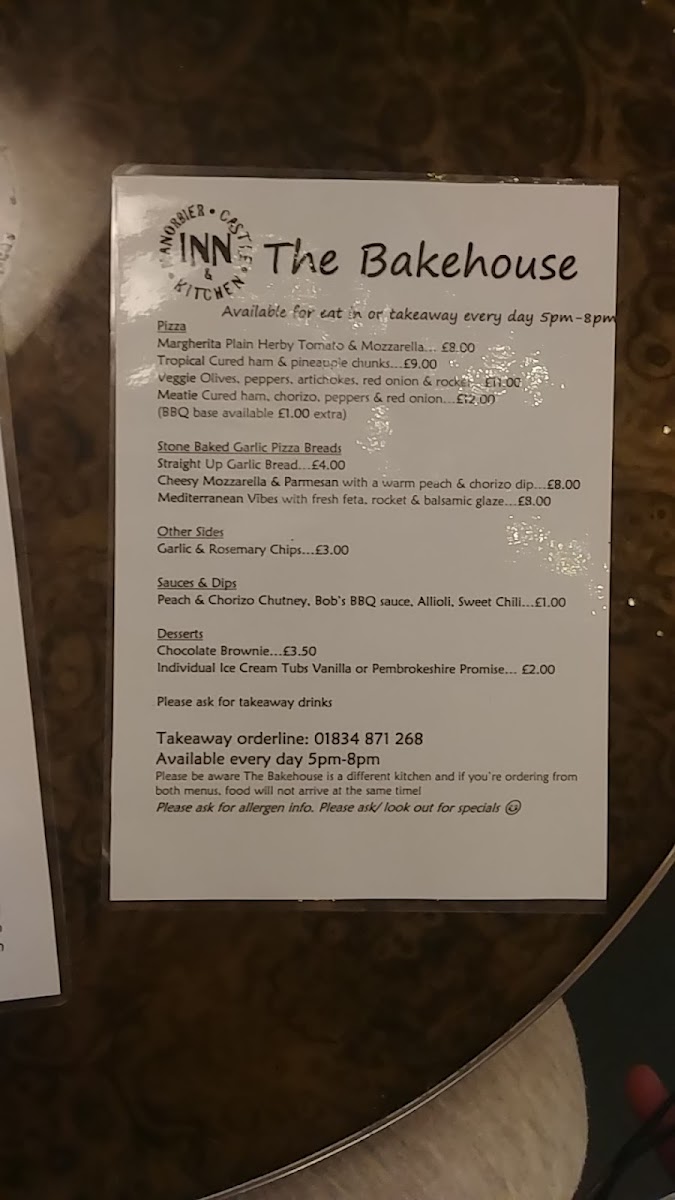 MANORBIER • CASTLE •
INN
&
KITCHEN
The Bakehouse
Available for eat in or takeaway every day 5pm-8pm
Pizza
Margherita Plain Herby Tomato & Mozzarella... £8.00
Tropical Cured ham & pineapple chunks...£9.00
Veggie Olives, peppers, artichokes, red onion & rocket...£11.00
Meatie Cured ham, chorizo, peppers & red onion...£12.00
(BBQ base available £1.00 extra)
Stone Baked Garlic Pizza Breads
Straight Up Garlic Bread...£4.00
Cheesy Mozzarella & Parmesan with a warm peach & chorizo dip...£8.00
Mediterranean Vibes with fresh feta, rocket & balsamic glaze...£8.00
Other Sides
Garlic & Rosemary Chips...£3.00
Sauces & Dips
Peach & Chorizo Chutney, Bob's BBQ sauce, Allioli, Sweet Chili...£1.00
Desserts
Chocolate Brownie...£3.50
Individual Ice Cream Tubs Vanilla or Pembrokeshire Promise... £2.00
Please ask for takeaway drinks
Takeaway orderline: 01834 871 268
Available every day 5pm-8pm
Please be aware The Bakehouse is a different kitchen and if you're ordering from
both menus, food will not arrive at the same time!
Please ask for allergen info. Please ask/ look out for specials ☺